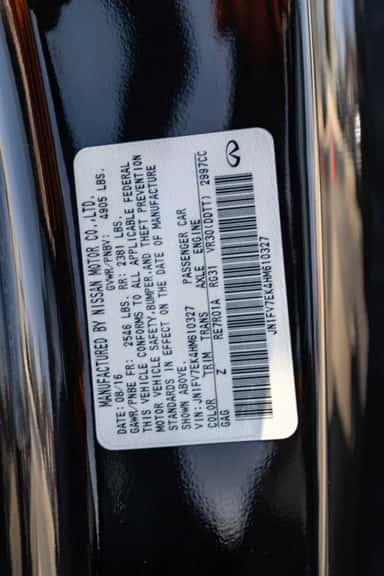 MANUFACTURED BY NISSAN MOTOR CO.,LTD.
DATE: 08/16 GVWR/PNBV: 4905 LBS.
GAWR/PNBE FR: 2546 LBS. RR: 2381 LBS.
THIS VEHICLE CONFORMS TO ALL APPLICABLE FEDERAL
MOTOR VEHICLE SAFETY,BUMPER,AND THEFT PREVENTION
STANDARDS IN EFFECT ON THE DATE OF MANUFACTURE
SHOWN ABOVE.
VIN:JN1FV7EK4HM610327 PASSENGER CAR
COLOR TRIM TRANS AXLE ENGINE
GAG Z RE7R01A RG31 VR30(DDTT) 2997CC
JN1FV7EK4HM610327